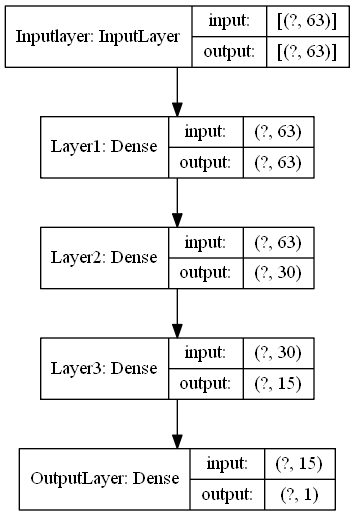 Inputlayer: InputLayer
input: [(?, 63)]
output: [(?, 63)]
Layer1: Dense
input: (?, 63)
output: (?, 63)
Layer2: Dense
input: (?, 63)
output: (?, 30)
Layer3: Dense
input: (?, 30)
output: (?, 15)
OutputLayer: Dense
input: (?, 15)
output: (?, 1)